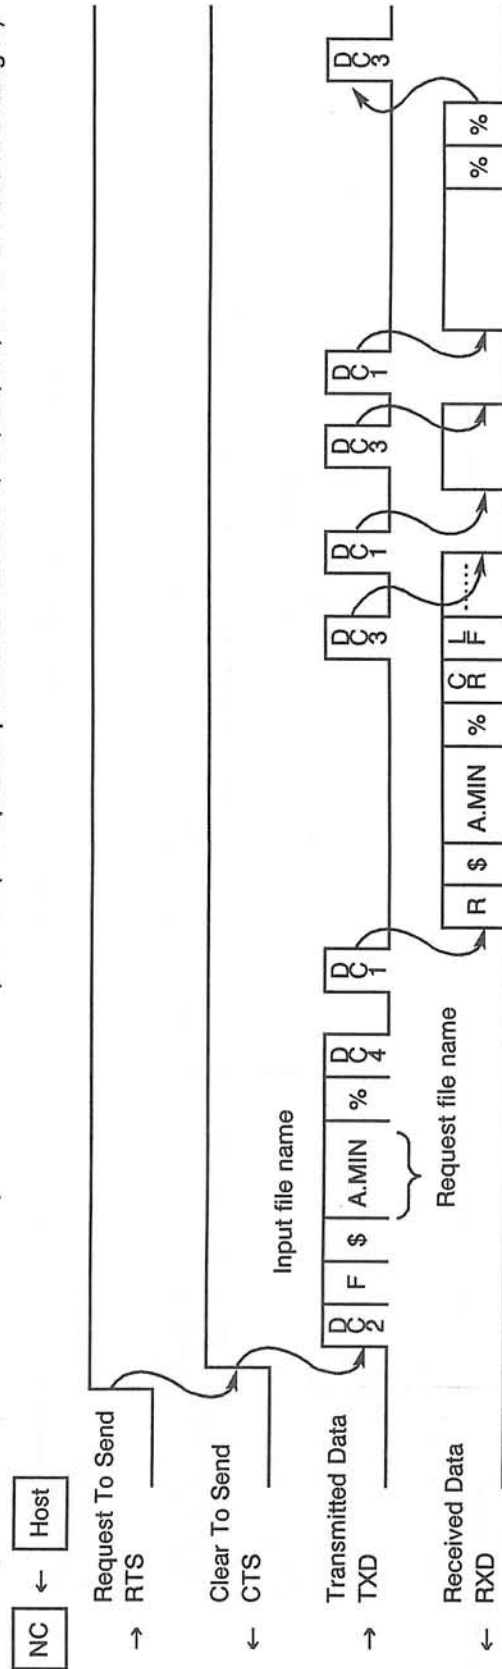 NC ← Host
Request To Send
RTS
→
Clear To Send
CTS
←
Transmitted Data
TXD
→
Input file name
DC2 F $ A.MIN % DC4 DC1 DC3 DC1 DC3 DC1 DC3
Request file name
Received Data
RXD
←
R $ A.MIN % CR LF ...... % %